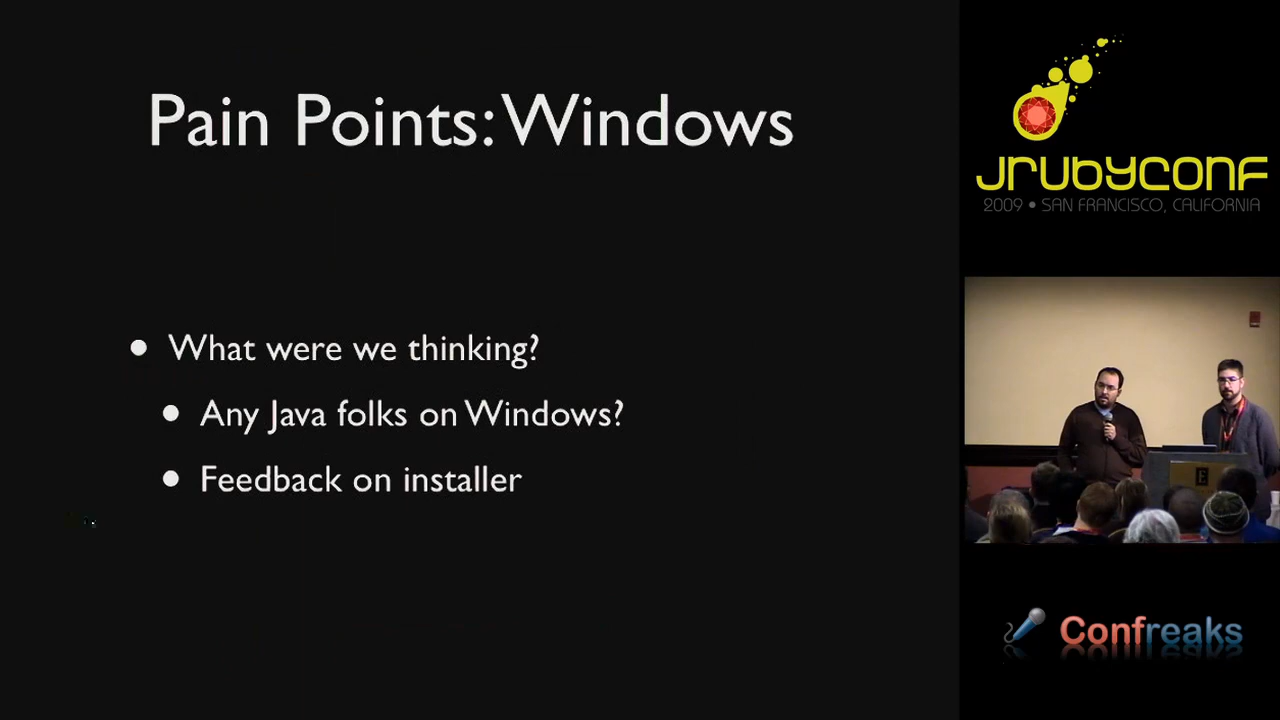 Pain Points: Windows
What were we thinking?
Any Java folks on Windows?
Feedback on installer
JRUBYCONF
2009 • SAN FRANCISCO, CALIFORNIA
Confreaks